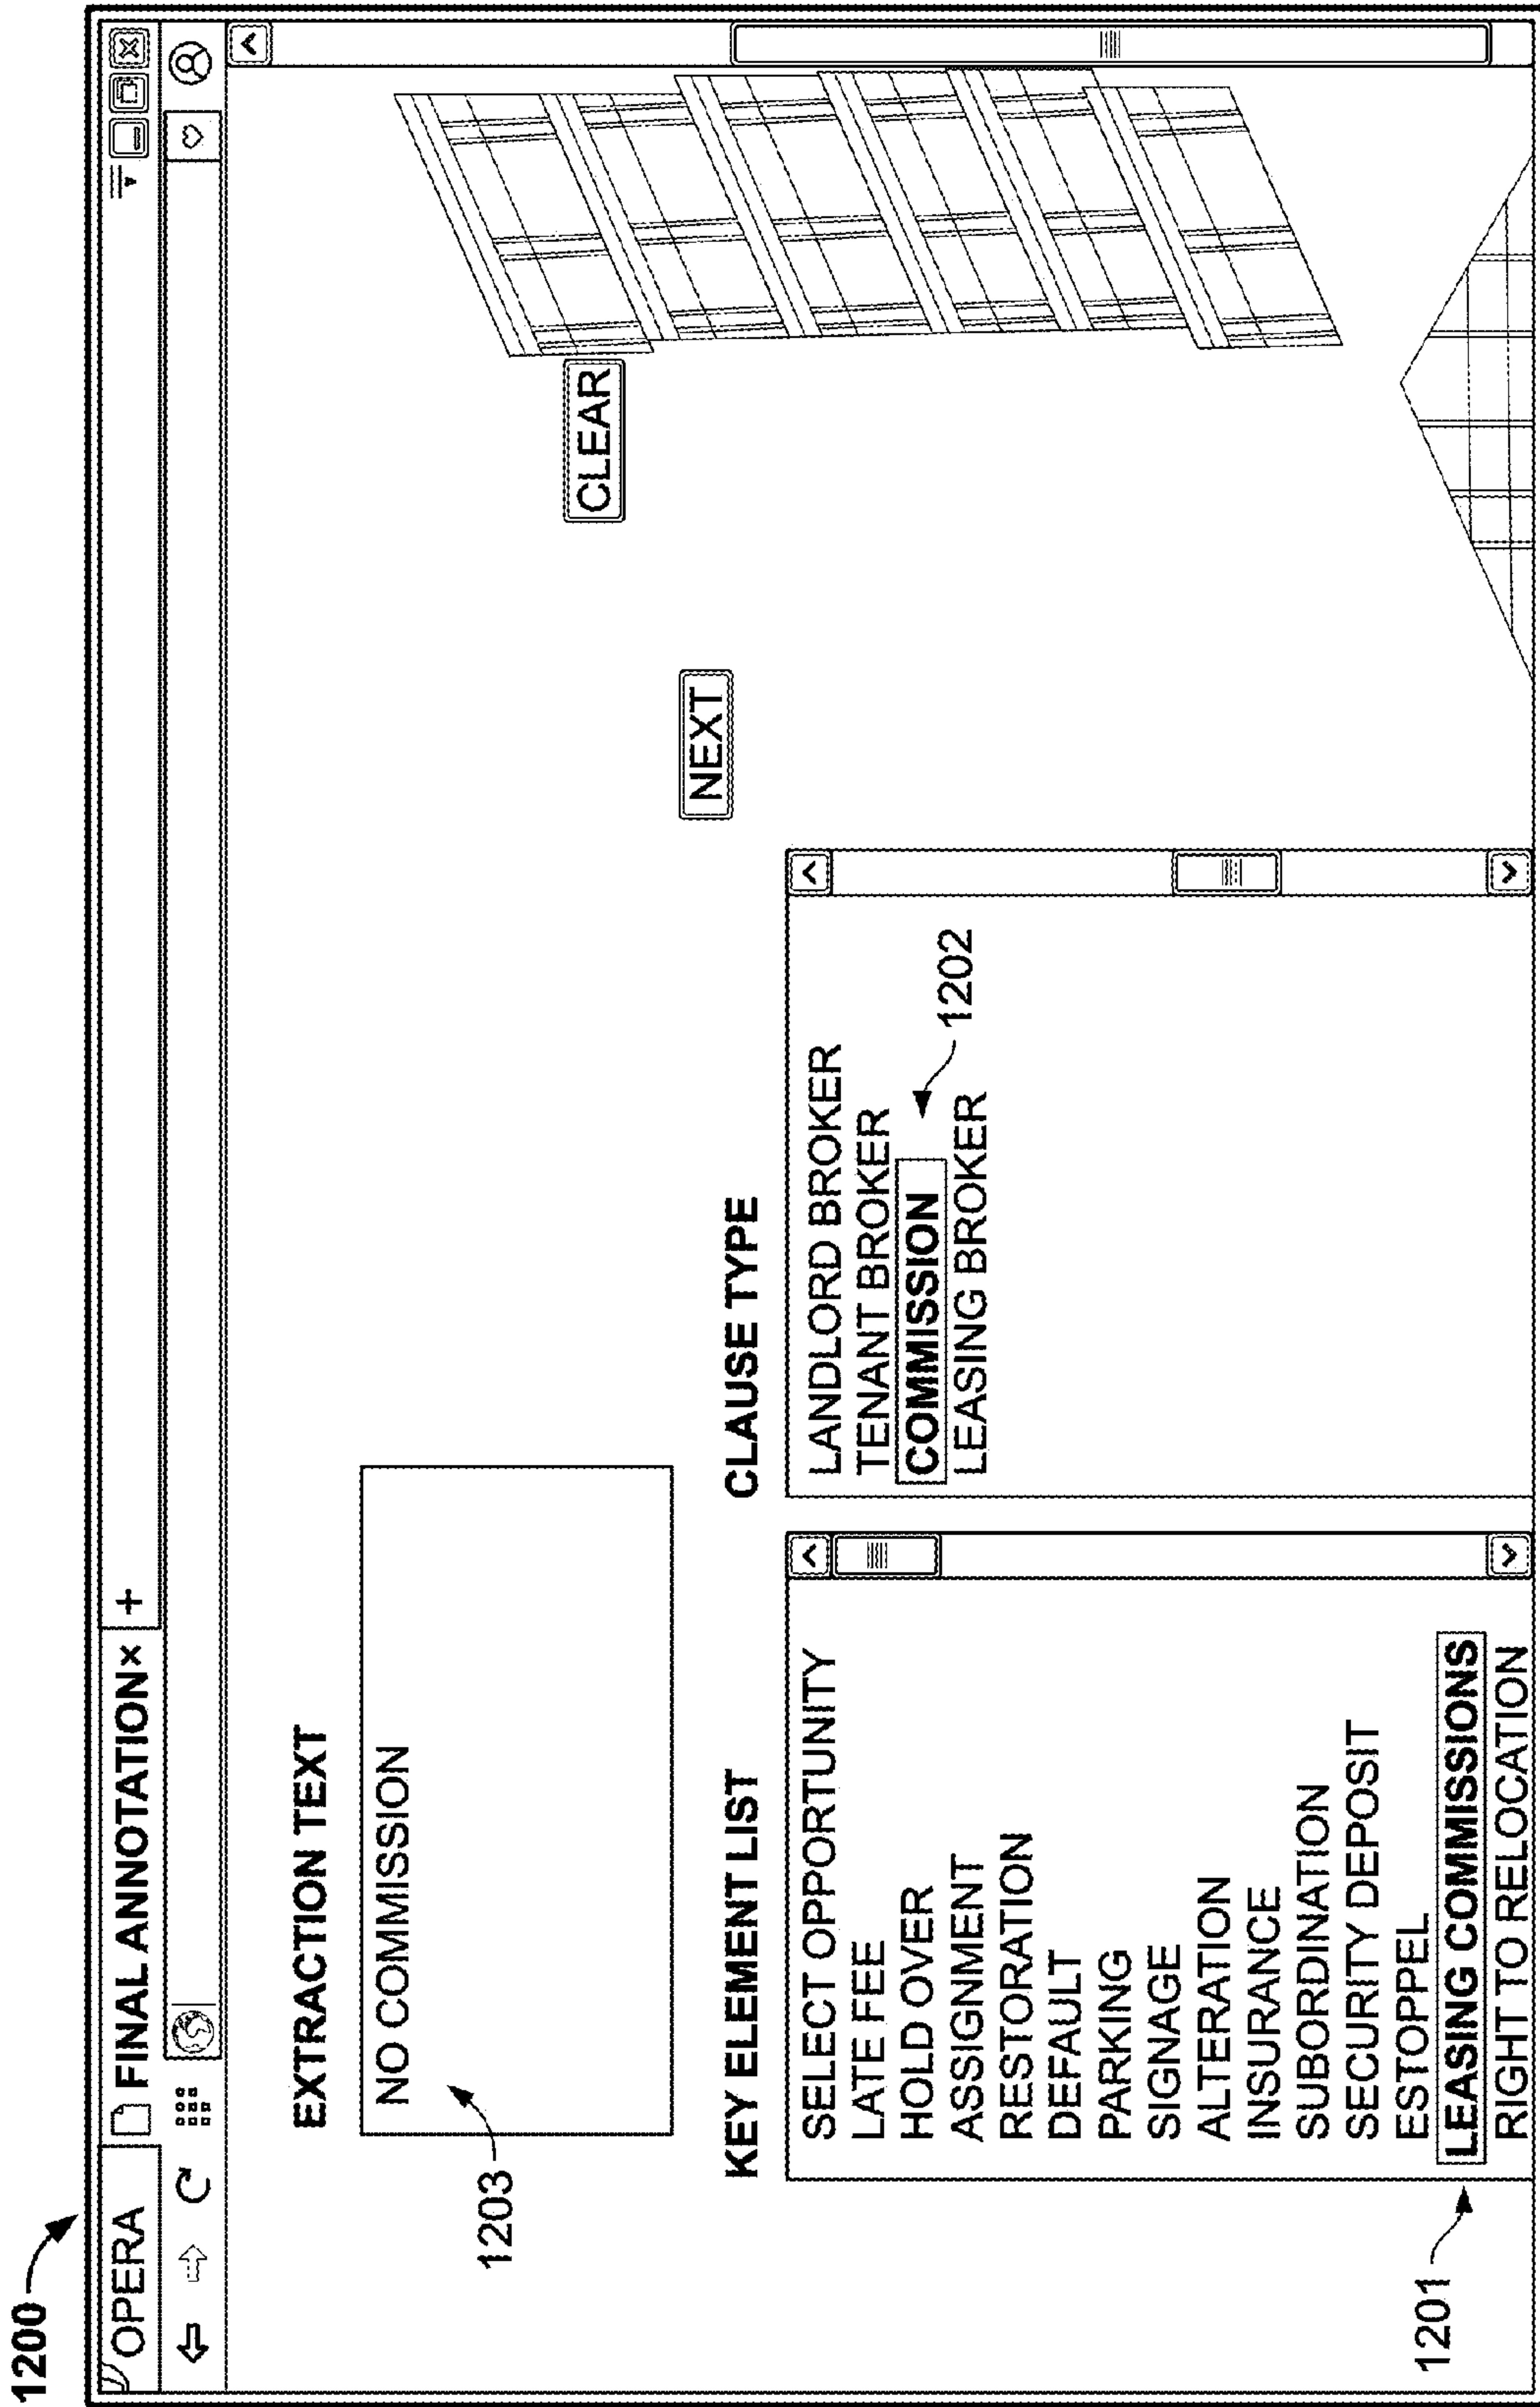 1200
OPERA
FINAL ANNOTATION× +
EXTRACTION TEXT
NO COMMISSION
1203
CLEAR
NEXT
KEY ELEMENT LIST
SELECT OPPORTUNITY
LATE FEE
HOLD OVER
ASSIGNMENT
RESTORATION
DEFAULT
PARKING
SIGNAGE
ALTERATION
INSURANCE
SUBORDINATION
SECURITY DEPOSIT
ESTOPPEL
LEASING COMMISSIONS
RIGHT TO RELOCATION
1201
CLAUSE TYPE
LANDLORD BROKER
TENANT BROKER
COMMISSION
LEASING BROKER
1202